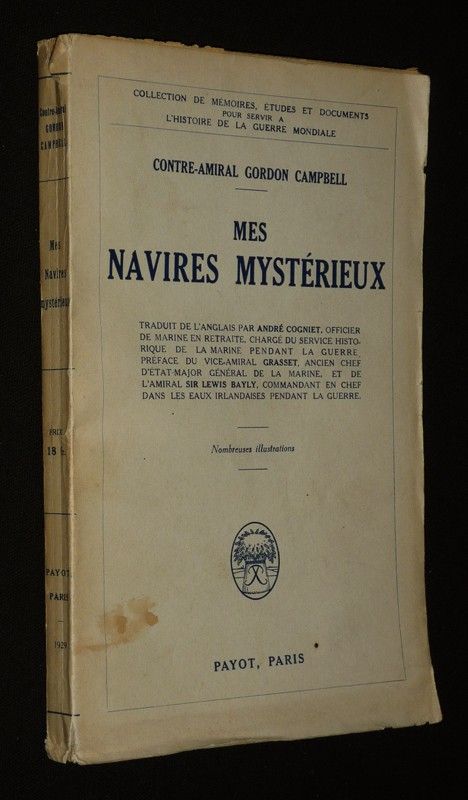 COLLECTION DE MÉMOIRES, ÉTUDES ET DOCUMENTS
POUR SERVIR A
L'HISTOIRE DE LA GUERRE MONDIALE
CONTRE-AMIRAL GORDON CAMPBELL
MES
NAVIRES MYSTÉRIEUX
TRADUIT DE L'ANGLAIS PAR ANDRÉ COGNIET, OFFICIER
DE MARINE EN RETRAITE, CHARGÉ DU SERVICE HISTO-
RIQUE DE LA MARINE PENDANT LA GUERRE,
PRÉFACE DU VICE-AMIRAL GRASSET, ANCIEN CHEF
D'ÉTAT-MAJOR GÉNÉRAL DE LA MARINE, ET DE
L'AMIRAL SIR LEWIS BAYLY, COMMANDANT EN CHEF
DANS LES EAUX IRLANDAISES PENDANT LA GUERRE.
Nombreuses illustrations
PAYOT, PARIS
GORDON
CAMPBELL
Mes
Navires
mystérieux
PRIX
18
PAYOT,
PARIS
1929